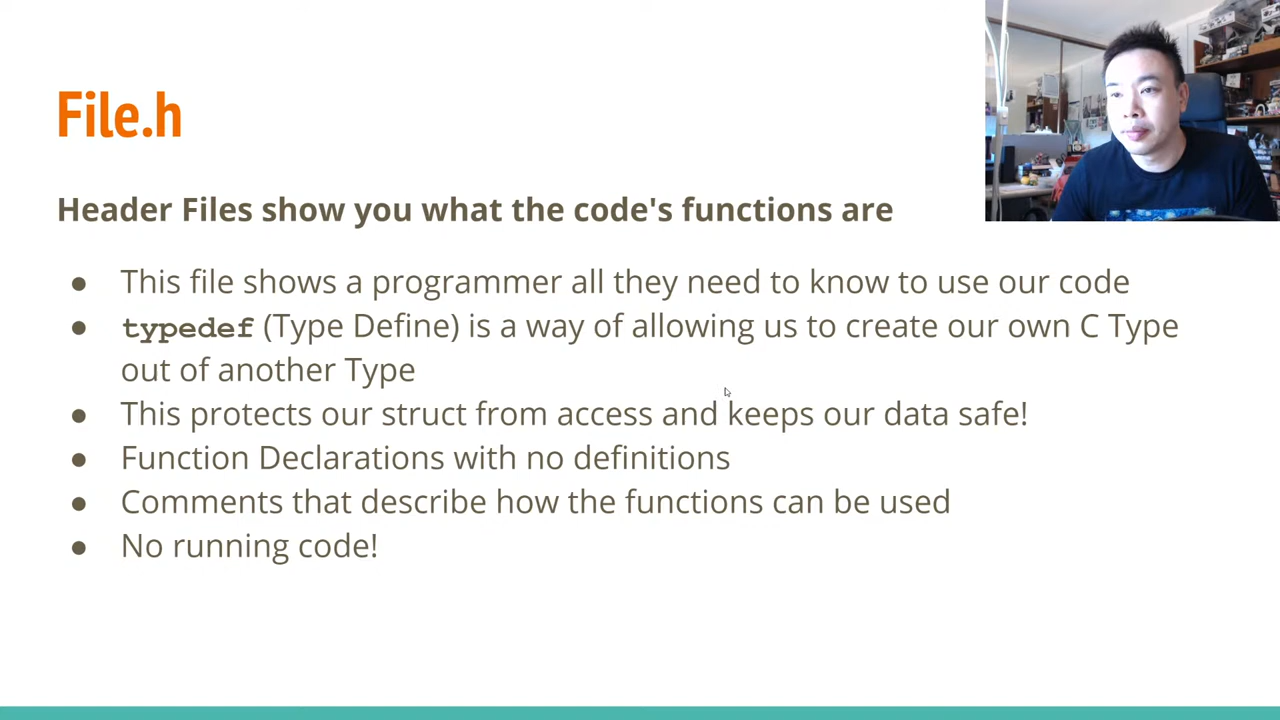 File.h
Header Files show you what the code's functions are
● This file shows a programmer all they need to know to use our code
● typedef (Type Define) is a way of allowing us to create our own C Type
out of another Type
● This protects our struct from access and keeps our data safe!
● Function Declarations with no definitions
● Comments that describe how the functions can be used
● No running code!